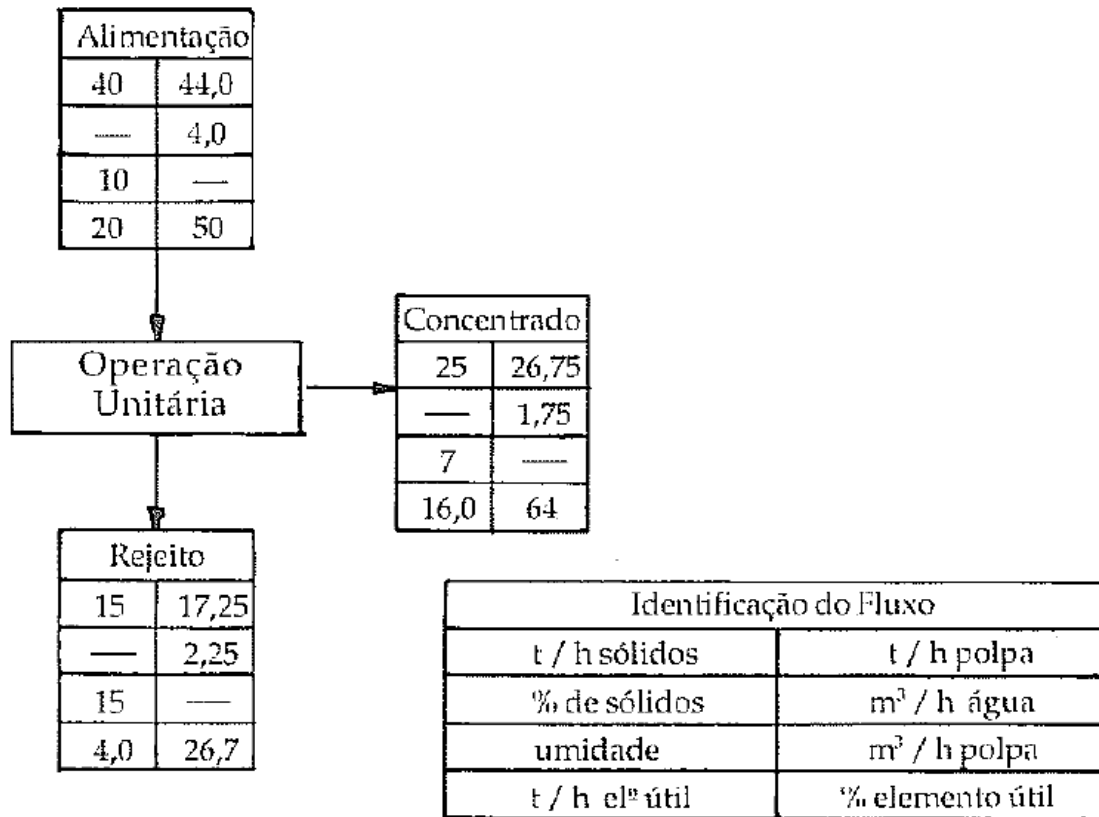 Alimentação
40 44,0
— 4,0
10 —
20 50
Operação
Unitária
Concentrado
25 26,75
— 1,75
7 —
16,0 64
Rejeito
15 17,25
— 2,25
15 —
4,0 26,7
Identificação do Fluxo
t / h sólidos t / h polpa
% de sólidos m³ / h água
umidade m³ / h polpa
t / h elº útil % elemento útil